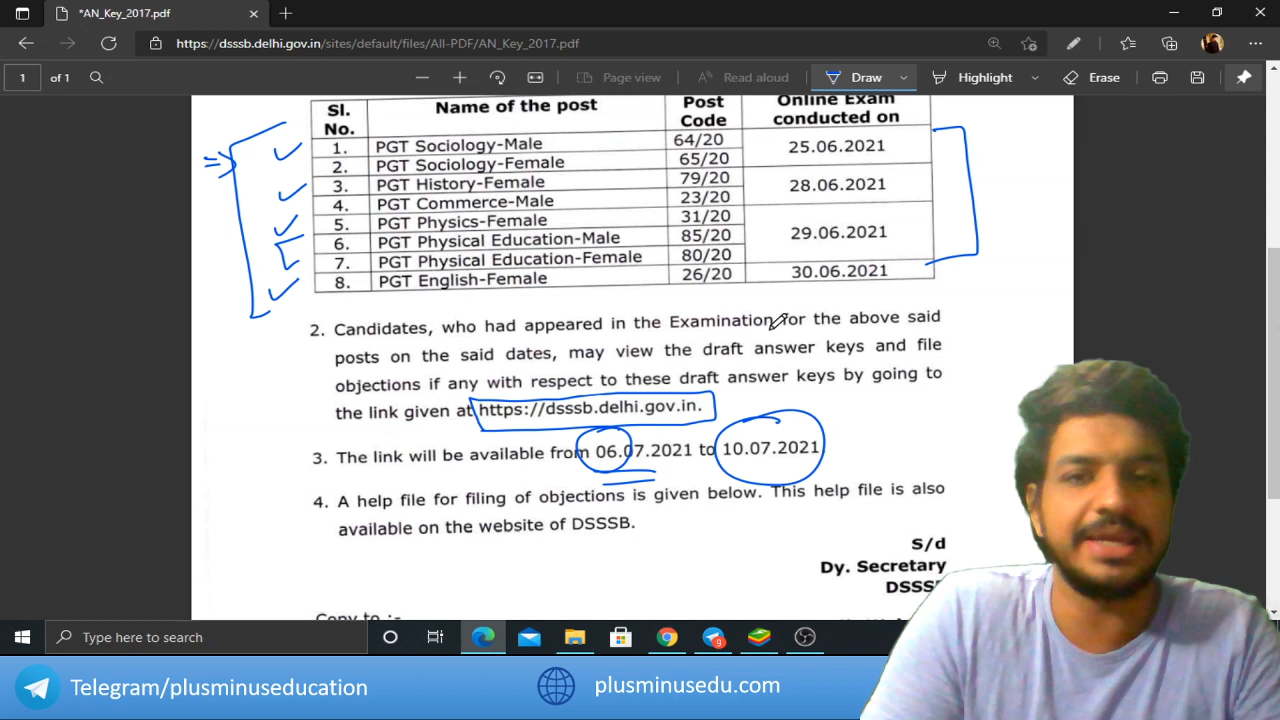 *AN_Key_2017.pdf
https://dsssb.delhi.gov.in/sites/default/files/All-PDF/AN_Key_2017.pdf
1 of 1 Page view Read aloud Draw Highlight Erase
Sl. No. Name of the post Post Code Online Exam conducted on
1. PGT Sociology-Male 64/20 25.06.2021
2. PGT Sociology-Female 65/20
3. PGT History-Female 79/20 28.06.2021
4. PGT Commerce-Male 23/20
5. PGT Physics-Female 31/20 29.06.2021
6. PGT Physical Education-Male 85/20
7. PGT Physical Education-Female 80/20
8. PGT English-Female 26/20 30.06.2021
2. Candidates, who had appeared in the Examination for the above said
posts on the said dates, may view the draft answer keys and file
objections if any with respect to these draft answer keys by going to
the link given at https://dsssb.delhi.gov.in.
3. The link will be available from 06.07.2021 to 10.07.2021
4. A help file for filing of objections is given below. This help file is also
available on the website of DSSSB.
S/d
Dy. Secretary
DSSS
Copy to :-
Type here to search
9
Telegram/plusminuseducation
plusminusedu.com